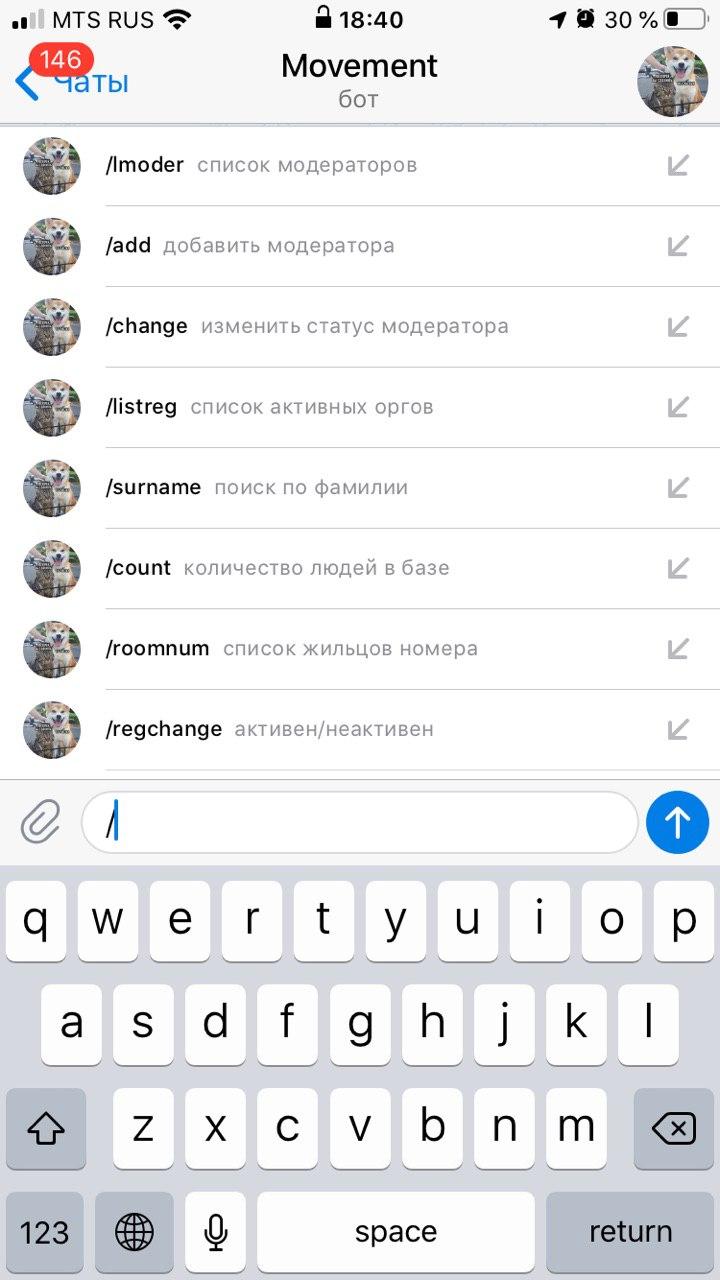 MTS RUS 18:40 30 %
146
Чаты
Movement
бот
/lmoder список модераторов
/add добавить модератора
/change изменить статус модератора
/listreg список активных оргов
/surname поиск по фамилии
/count количество людей в базе
/roomnum список жильцов номера
/regchange активен/неактивен
/
q w e r t y u i o p
a s d f g h j k l
z x c v b n m
123 space return